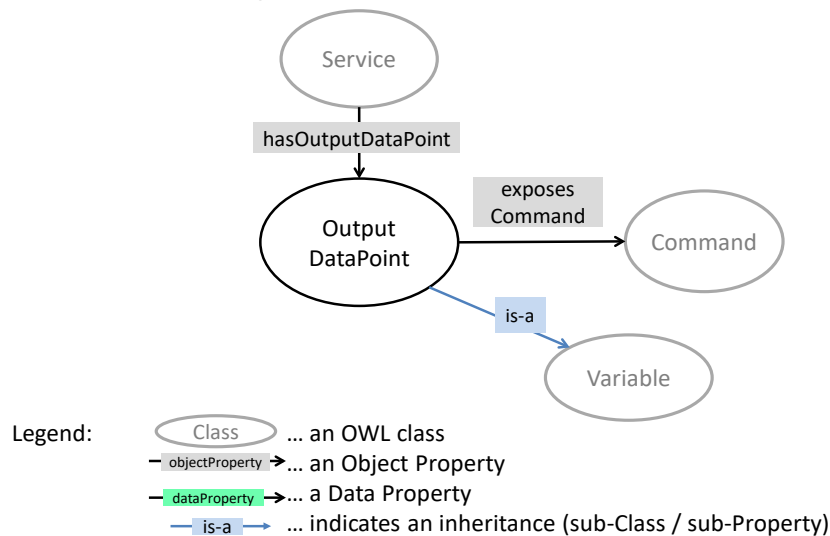 Service
hasOutputDataPoint
exposes
Command
Output
DataPoint
Command
is-a
Variable
Legend:
Class ... an OWL class
objectProperty ... an Object Property
dataProperty ... a Data Property
is-a ... indicates an inheritance (sub-Class / sub-Property)